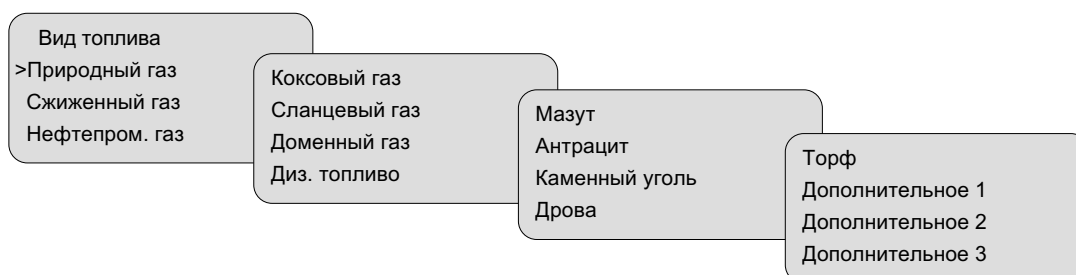 Вид топлива
>Природный газ
Сжиженный газ
Нефтепром. газ
Коксовый газ
Сланцевый газ
Доменный газ
Диз. топливо
Мазут
Антрацит
Каменный уголь
Дрова
Торф
Дополнительное 1
Дополнительное 2
Дополнительное 3